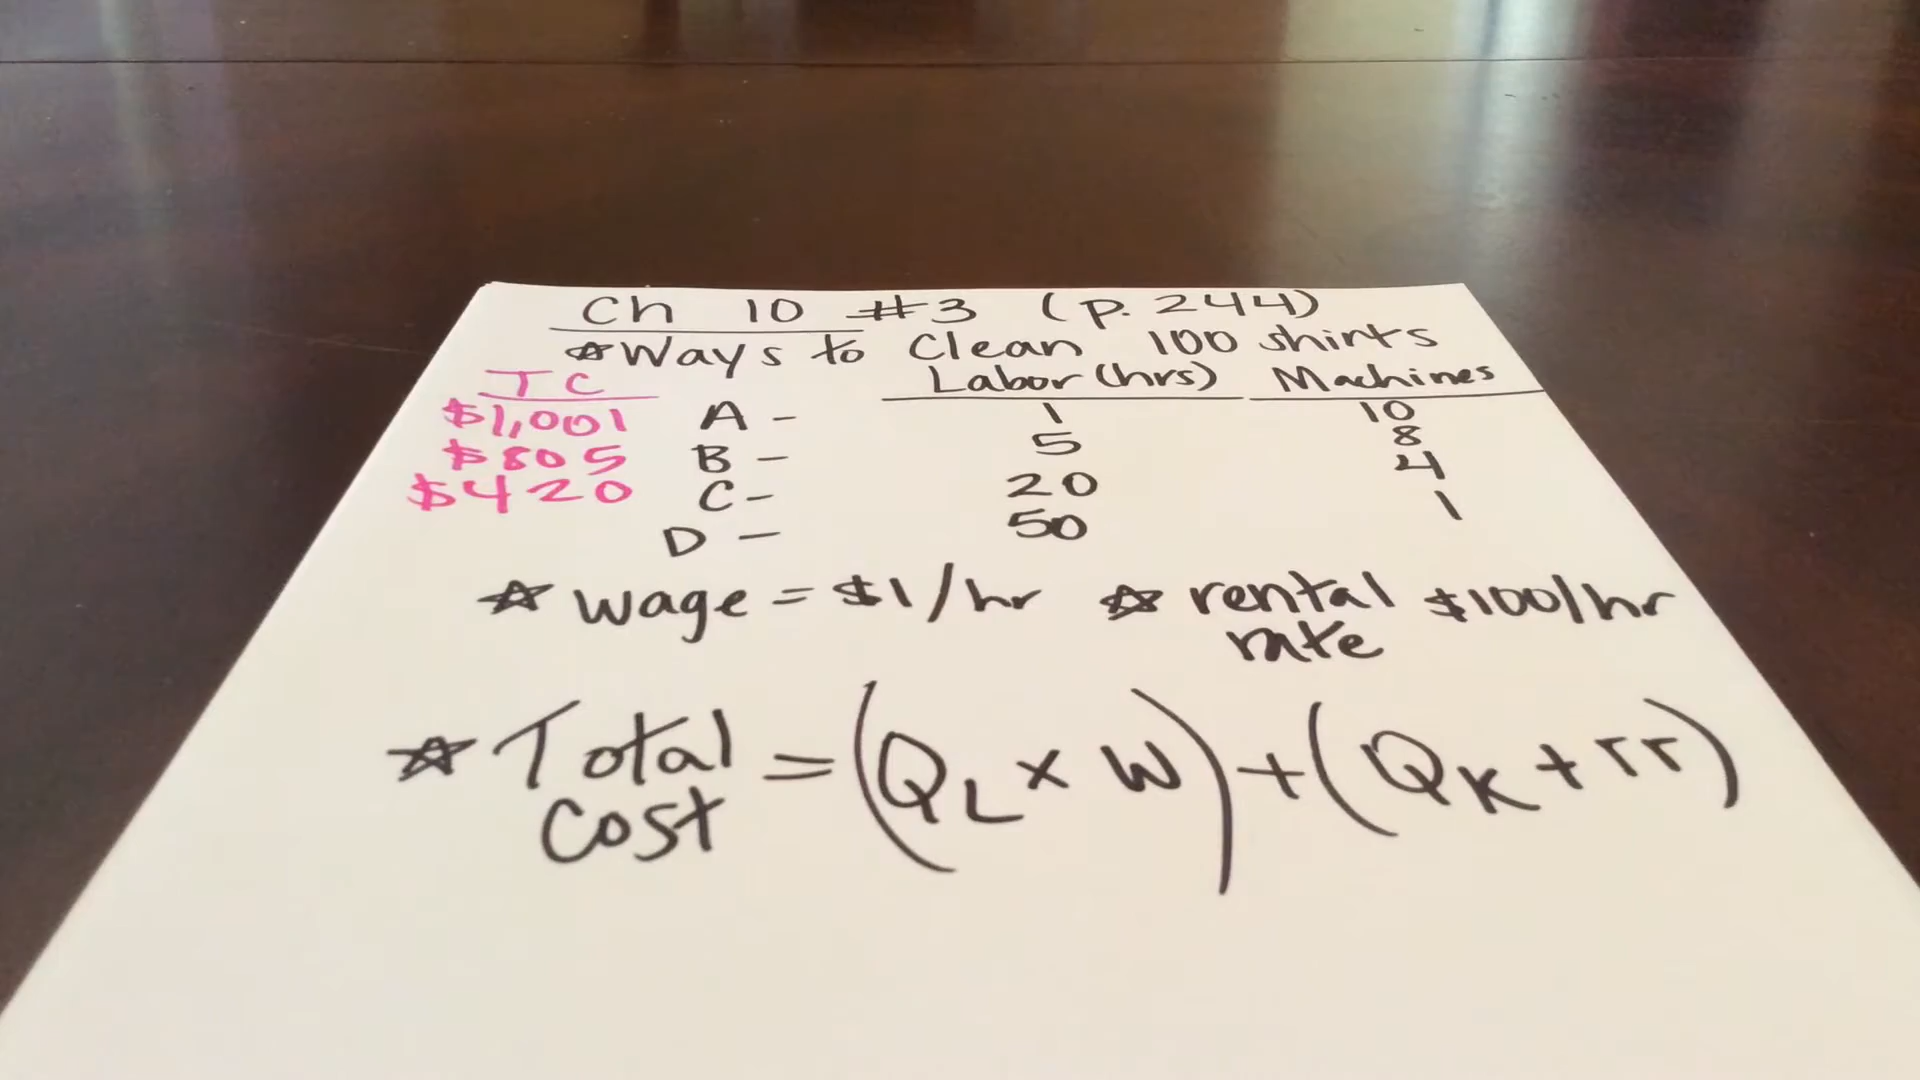 Ch 10 #3 (p. 244)
☆ Ways to Clean 100 shirts
TC Labor (hrs) Machines
$1,001 A - 1 10
$805 B - 5 8
$420 C - 20 4
D - 50 1
☆ wage = $1/hr ☆ rental $100/hr
rate
☆ Total = (QL x W) + (QK + rr)
Cost